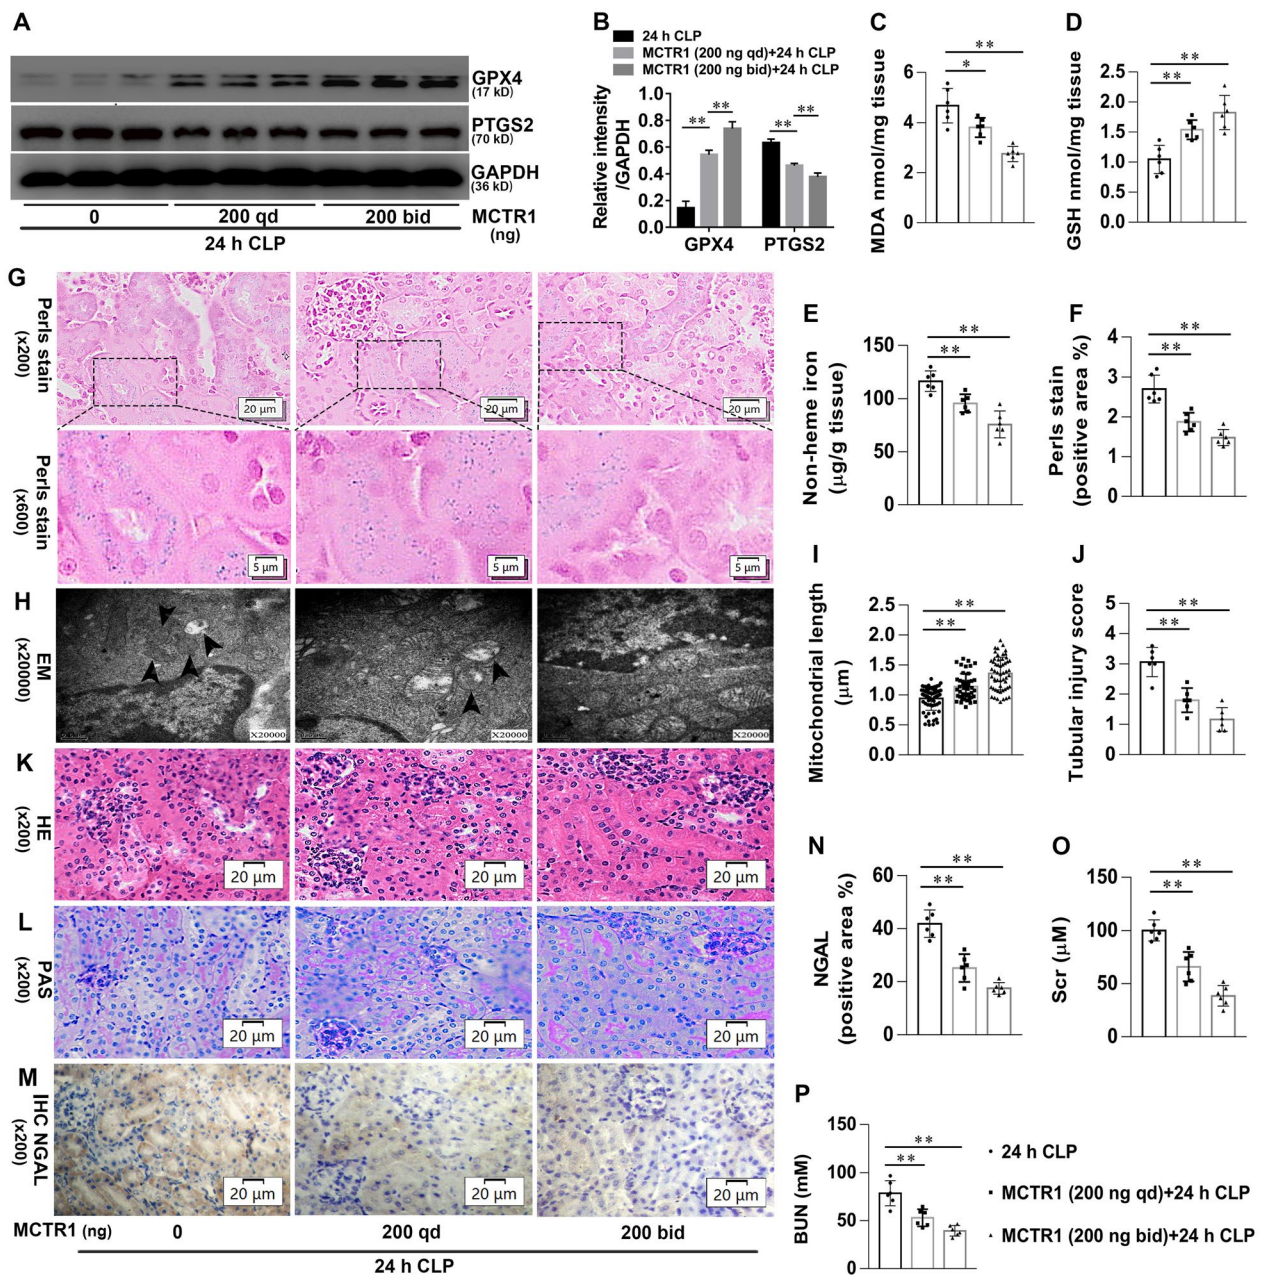 A
GPX4
(17 kD)
PTGS2
(70 kD)
GAPDH
(36 kD)
0 200 qd 200 bid MCTR1
(ng)
24 h CLP
B
24 h CLP
MCTR1 (200 ng qd)+24 h CLP
MCTR1 (200 ng bid)+24 h CLP
Relative intensity
/GAPDH
1.0
0.8
0.6
0.4
0.2
0.0
** **
** **
GPX4 PTGS2
C
MDA nmol/mg tissue
6
4
2
0
**
*
D
GSH nmol/mg tissue
2.5
2.0
1.5
1.0
0.5
0.0
**
**
G
Perls stain
(x200)
20 μm
20 μm
20 μm
Perls stain
(x600)
5 μm
5 μm
5 μm
E
Non-heme iron
(μg/g tissue)
150
100
50
0
**
**
F
Perls stain
(positive area %)
4
3
2
1
0
**
**
H
EM
(x20000)
X20000
X20000
X20000
I
Mitochondrial length
(μm)
2.5
2.0
1.5
1.0
0.5
0.0
**
**
J
Tubular injury score
5
4
3
2
1
0
**
**
K
HE
(x200)
20 μm
20 μm
20 μm
L
PAS
(x200)
20 μm
20 μm
20 μm
N
NGAL
(positive area %)
60
40
20
0
**
**
O
Scr (μM)
150
100
50
0
**
**
M
IHC NGAL
(x200)
20 μm
20 μm
20 μm
MCTR1 (ng) 0 200 qd 200 bid
24 h CLP
P
BUN (mM)
150
100
50
0
**
**
24 h CLP
MCTR1 (200 ng qd)+24 h CLP
MCTR1 (200 ng bid)+24 h CLP